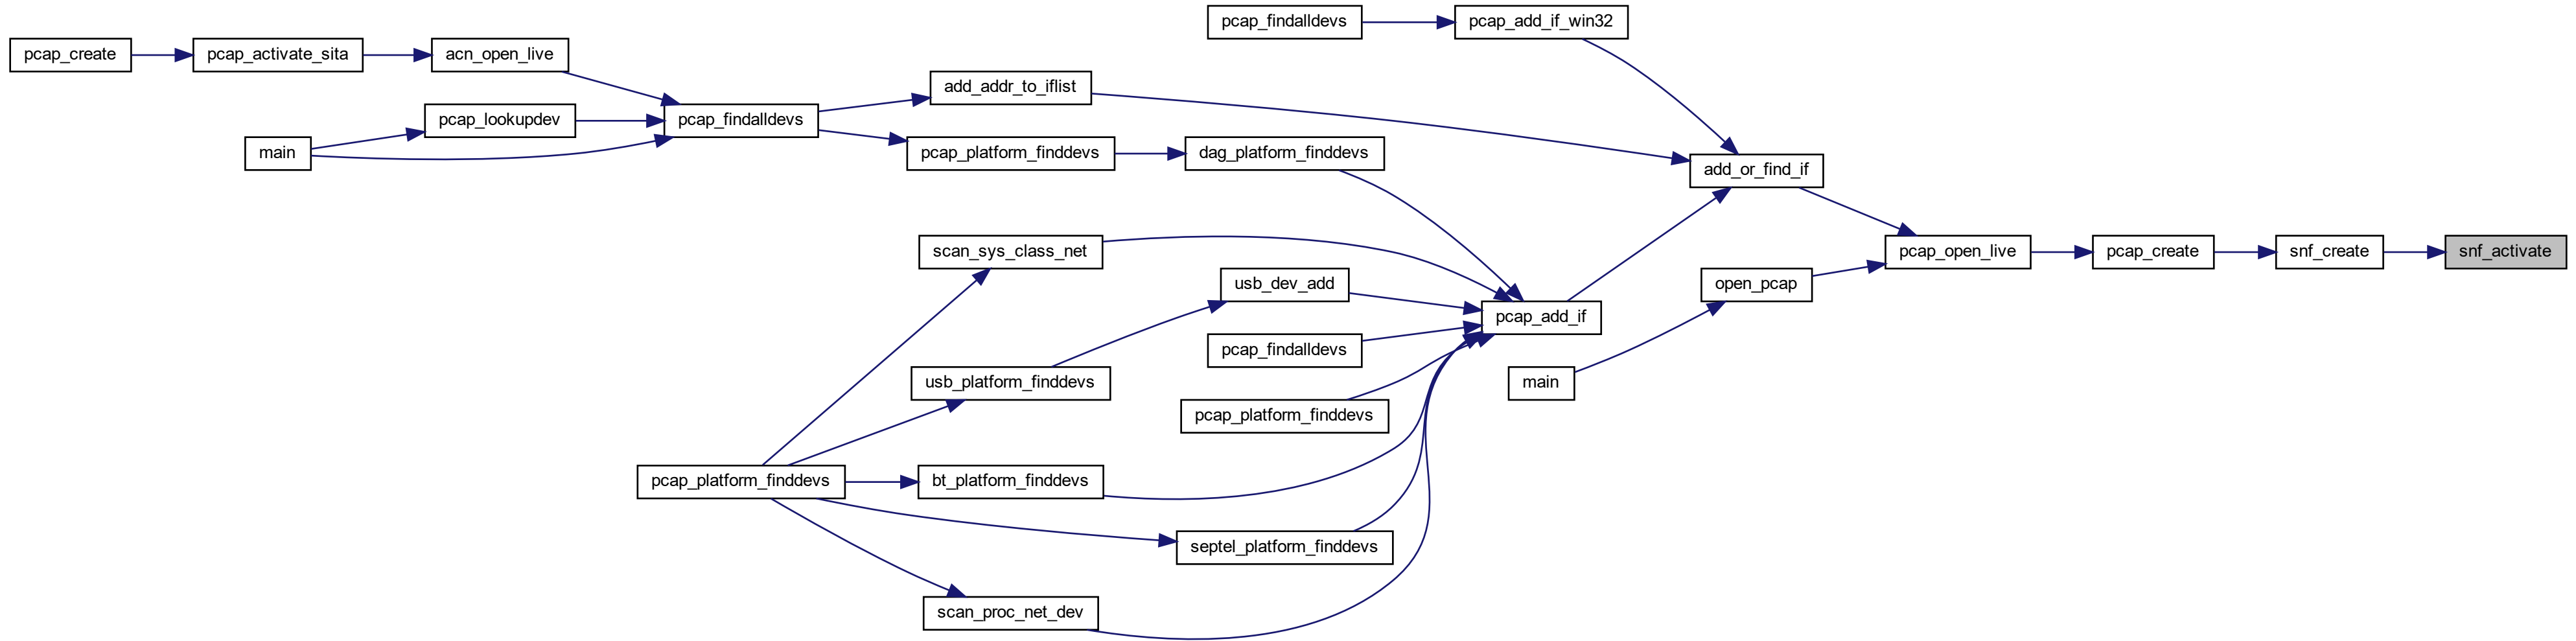 pcap_findalldevs
pcap_add_if_win32
pcap_create
pcap_activate_sita
acn_open_live
add_addr_to_iflist
pcap_lookupdev
pcap_findalldevs
main
pcap_platform_finddevs
dag_platform_finddevs
add_or_find_if
scan_sys_class_net
pcap_open_live
pcap_create
snf_create
snf_activate
usb_dev_add
open_pcap
pcap_add_if
pcap_findalldevs
usb_platform_finddevs
main
pcap_platform_finddevs
pcap_platform_finddevs
bt_platform_finddevs
septel_platform_finddevs
scan_proc_net_dev